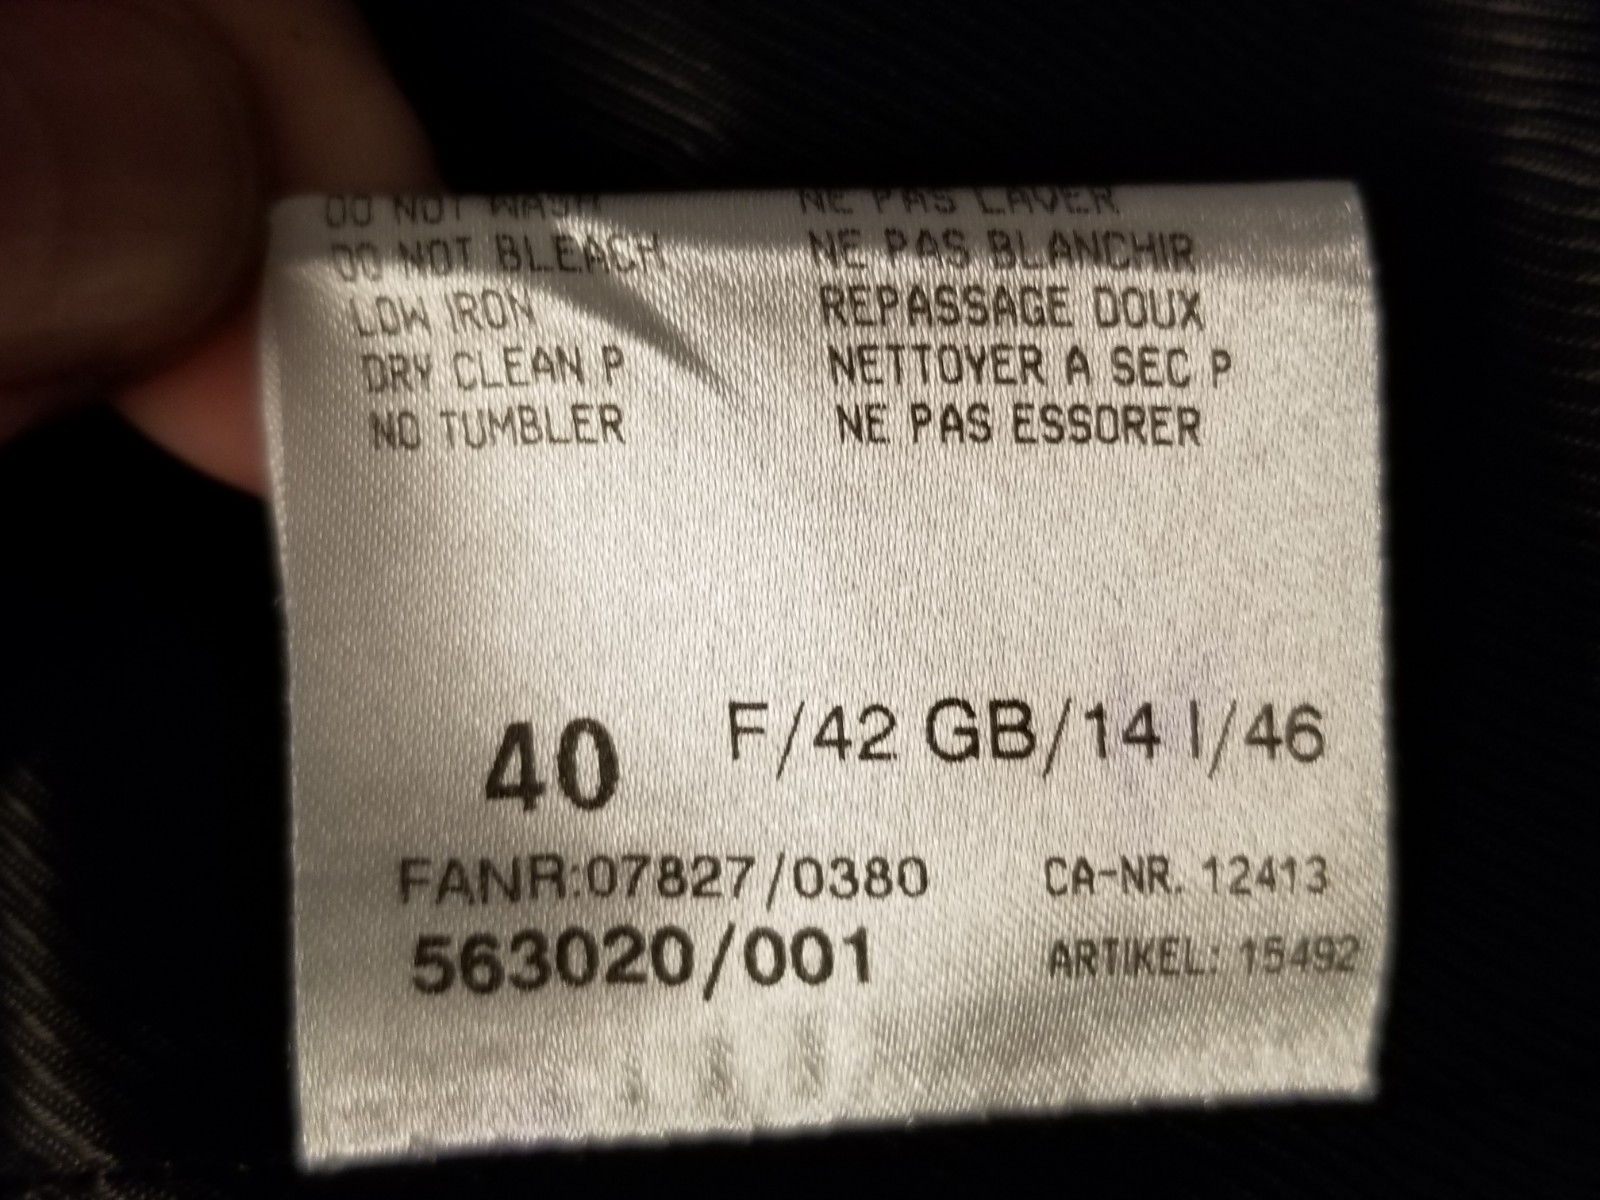 DO NOT WASH NE PAS LAVER
DO NOT BLEACH NE PAS BLANCHIR
LOW IRON REPASSAGE DOUX
DRY CLEAN P NETTOYER A SEC P
NO TUMBLER NE PAS ESSORER
40 F/42 GB/14 I/46
FANR:07827/0380 CA-NR. 12413
563020/001 ARTIKEL: 15492